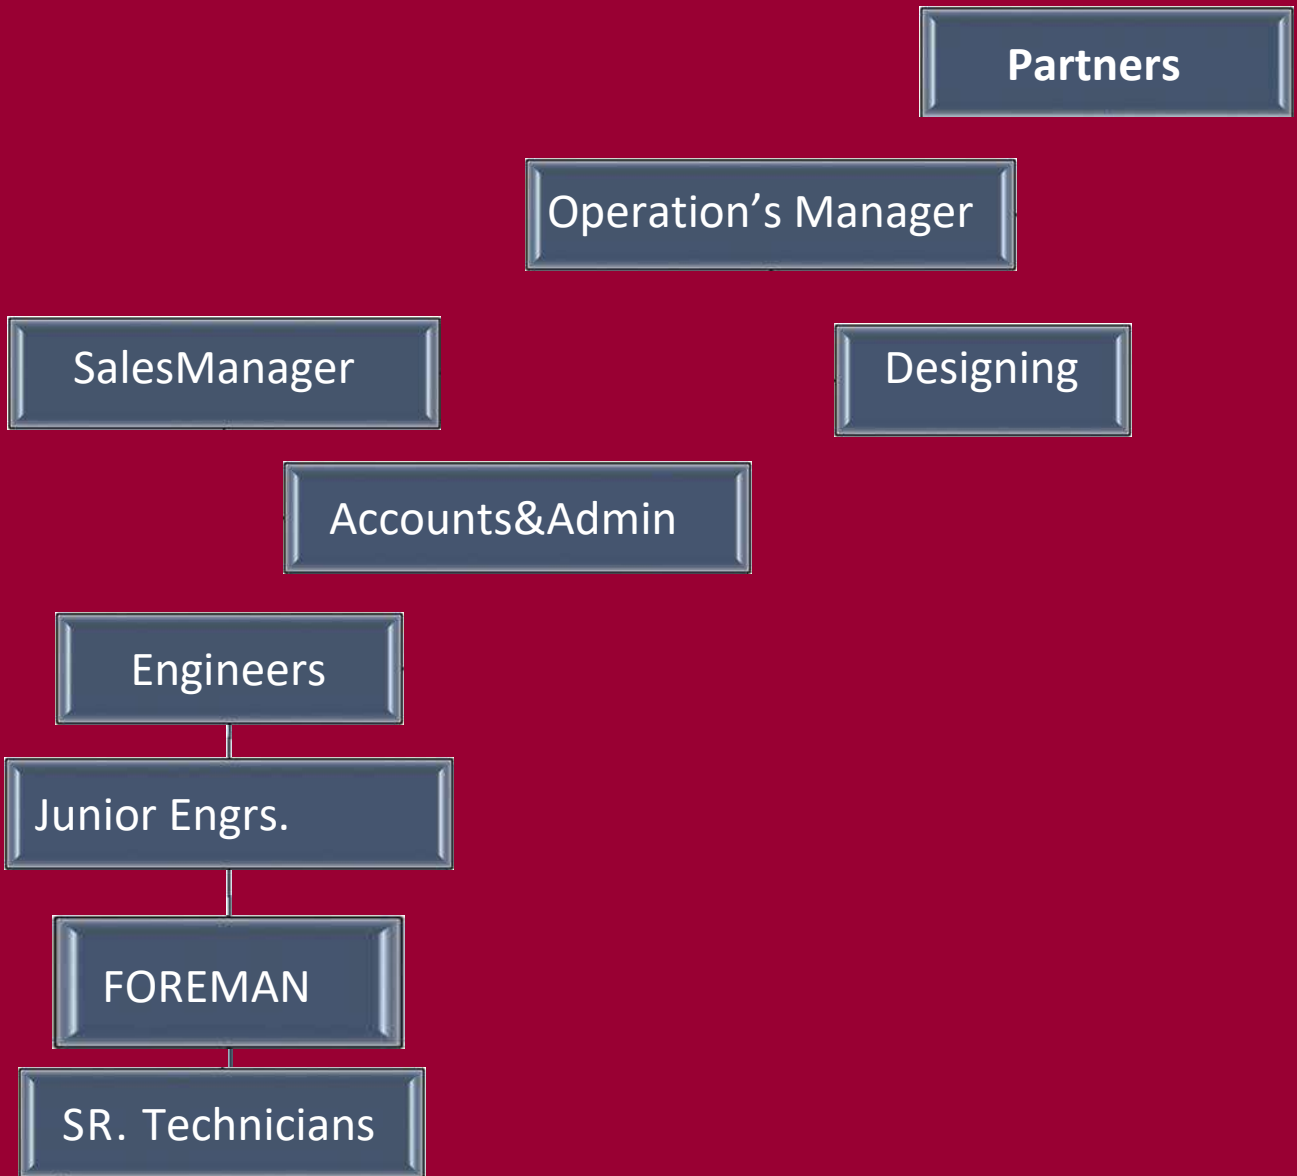 Partners
Operation’s Manager
SalesManager
Designing
Accounts&Admin
Engineers
Junior Engrs.
FOREMAN
SR. Technicians